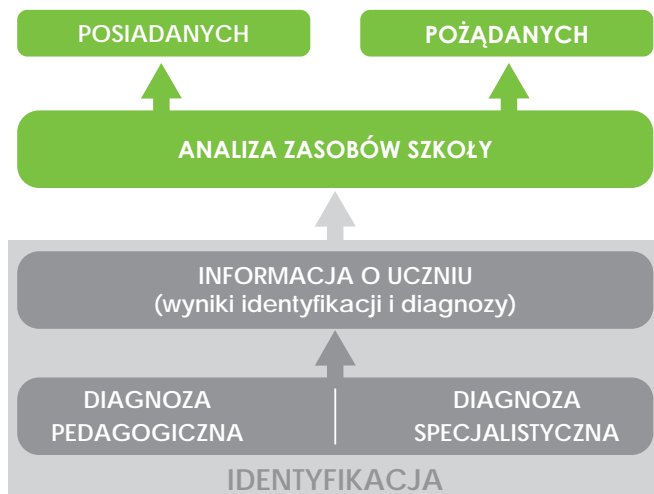 POSIADANYCH
POŻĄDANYCH
ANALIZA ZASOBÓW SZKOŁY
INFORMACJA O UCZNIU
(wyniki identyfikacji i diagnozy)
DIAGNOZA
PEDAGOGICZNA
DIAGNOZA
SPECJALISTYCZNA
IDENTYFIKACJA